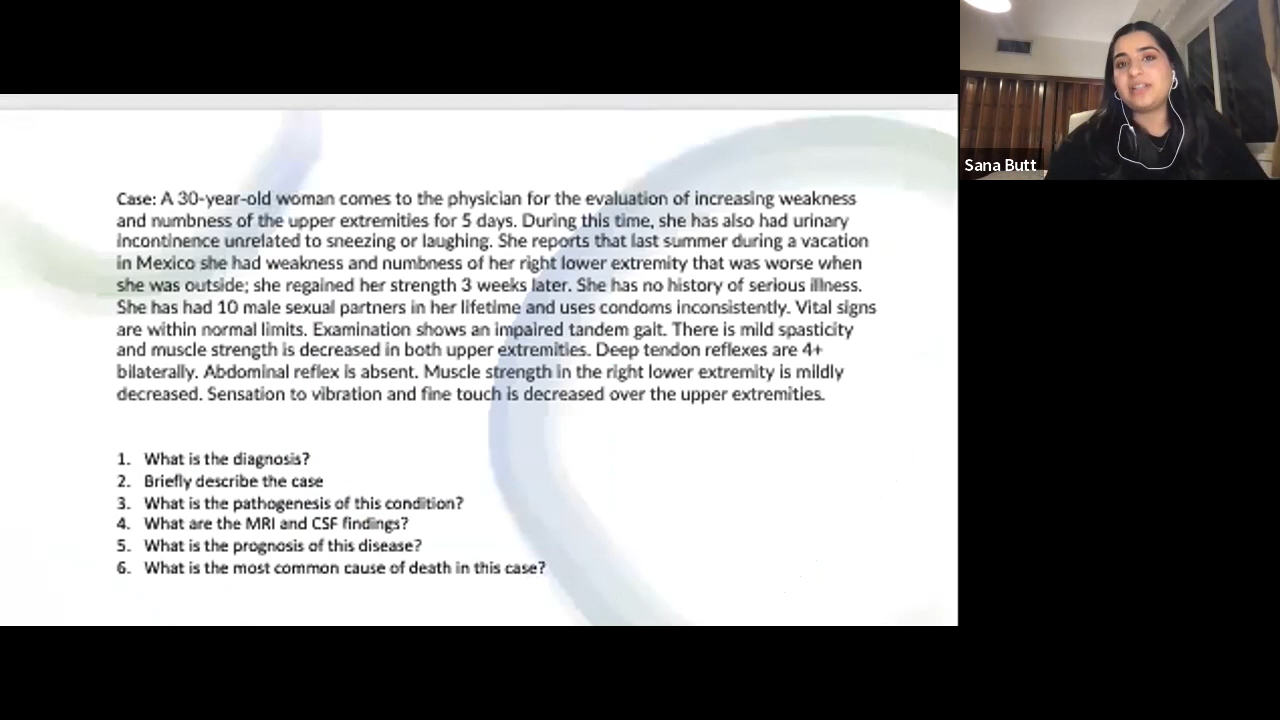 Case: A 30-year-old woman comes to the physician for the evaluation of increasing weakness
and numbness of the upper extremities for 5 days. During this time, she has also had urinary
incontinence unrelated to sneezing or laughing. She reports that last summer during a vacation
in Mexico she had weakness and numbness of her right lower extremity that was worse when
she was outside; she regained her strength 3 weeks later. She has no history of serious illness.
She has had 10 male sexual partners in her lifetime and uses condoms inconsistently. Vital signs
are within normal limits. Examination shows an impaired tandem gait. There is mild spasticity
and muscle strength is decreased in both upper extremities. Deep tendon reflexes are 4+
bilaterally. Abdominal reflex is absent. Muscle strength in the right lower extremity is mildly
decreased. Sensation to vibration and fine touch is decreased over the upper extremities.
1. What is the diagnosis?
2. Briefly describe the case
3. What is the pathogenesis of this condition?
4. What are the MRI and CSF findings?
5. What is the prognosis of this disease?
6. What is the most common cause of death in this case?
Sana Butt